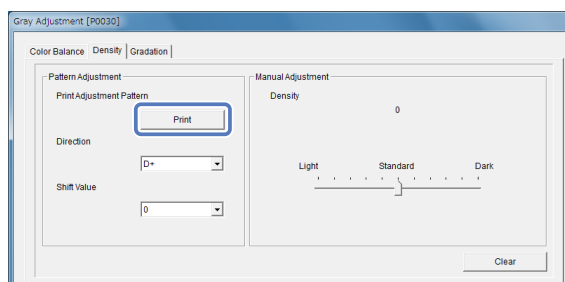 Gray Adjustment [P0030]
Color Balance Density Gradation
Pattern Adjustment
Print Adjustment Pattern
Print
Direction
D+
Shift Value
0
Manual Adjustment
Density
0
Light Standard Dark
Clear